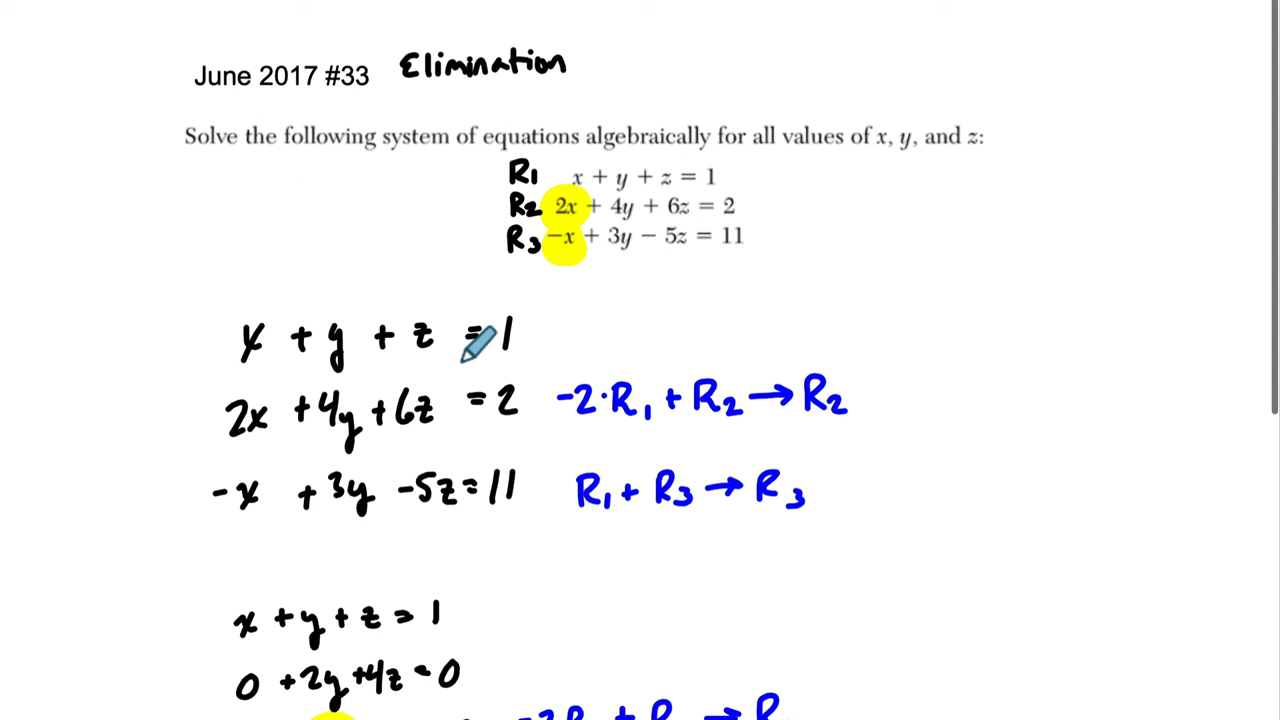 June 2017 #33 Elimination
Solve the following system of equations algebraically for all values of x, y, and z:
R1 x + y + z = 1
R2 2x + 4y + 6z = 2
R3 −x + 3y − 5z = 11
x + y + z = 1
2x + 4y + 6z = 2 -2·R1 + R2 → R2
-x + 3y - 5z = 11 R1 + R3 → R3
x + y + z = 1
0 + 2y + 4z = 0